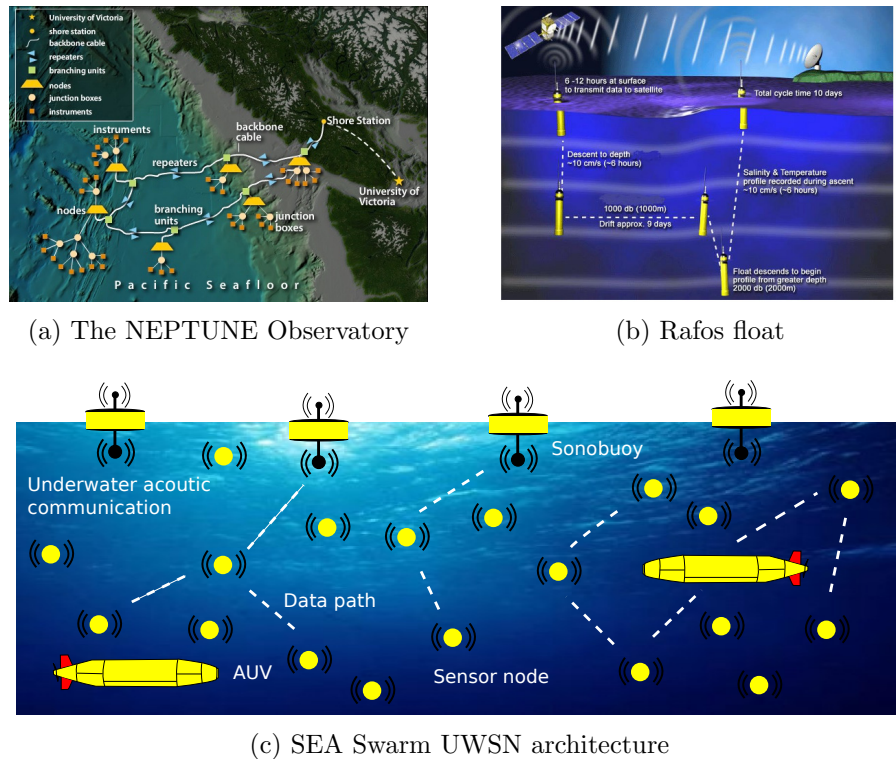 University of Victoria
shore station
backbone cable
repeaters
branching units
nodes
junction boxes
instruments
instruments
repeaters
backbone
cable
Shore Station
University of
Victoria
nodes
branching
units
junction
boxes
Pacific Seafloor
(a) The NEPTUNE Observatory
6 -12 hours at surface
to transmit data to satellite
Total cycle time 10 days
Descent to depth
~10 cm/s (~6 hours)
Salinity & Temperature
profile recorded during ascent
~10 cm/s (~6 hours)
1000 db (1000m)
Drift approx. 9 days
Float descends to begin
profile from greater depth
2000 db (2000m)
(b) Rafos float
Sonobuoy
Underwater acoutic
communication
Data path
AUV
Sensor node
(c) SEA Swarm UWSN architecture